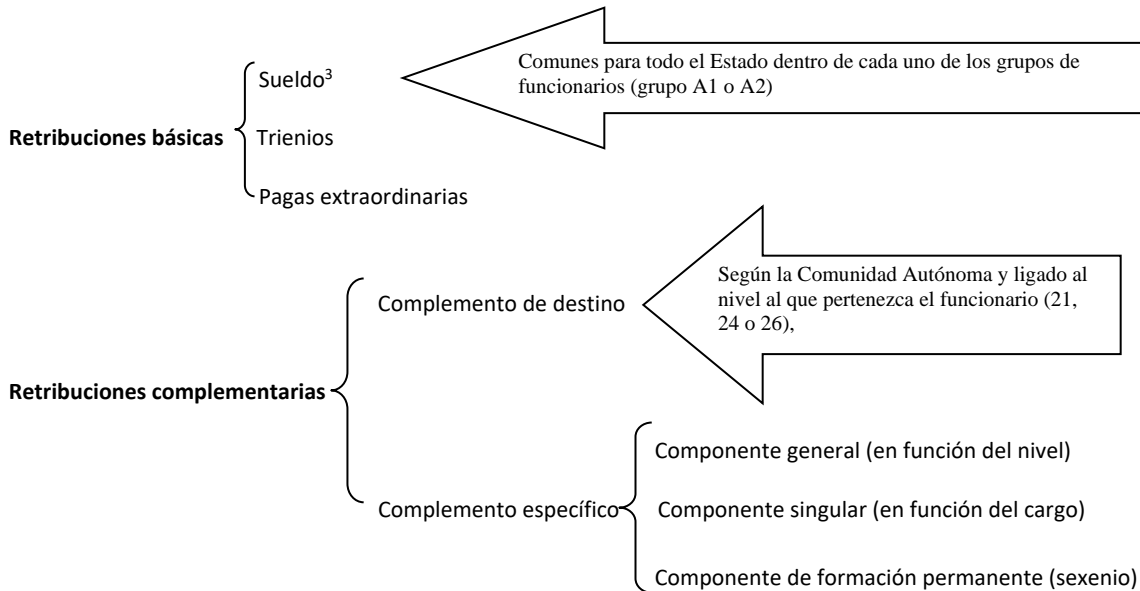 Sueldo³
Comunes para todo el Estado dentro de cada uno de los grupos de
funcionarios (grupo A1 o A2)
Retribuciones básicas
Trienios
Pagas extraordinarias
Complemento de destino
Según la Comunidad Autónoma y ligado al
nivel al que pertenezca el funcionario (21,
24 o 26),
Retribuciones complementarias
Componente general (en función del nivel)
Complemento específico
Componente singular (en función del cargo)
Componente de formación permanente (sexenio)